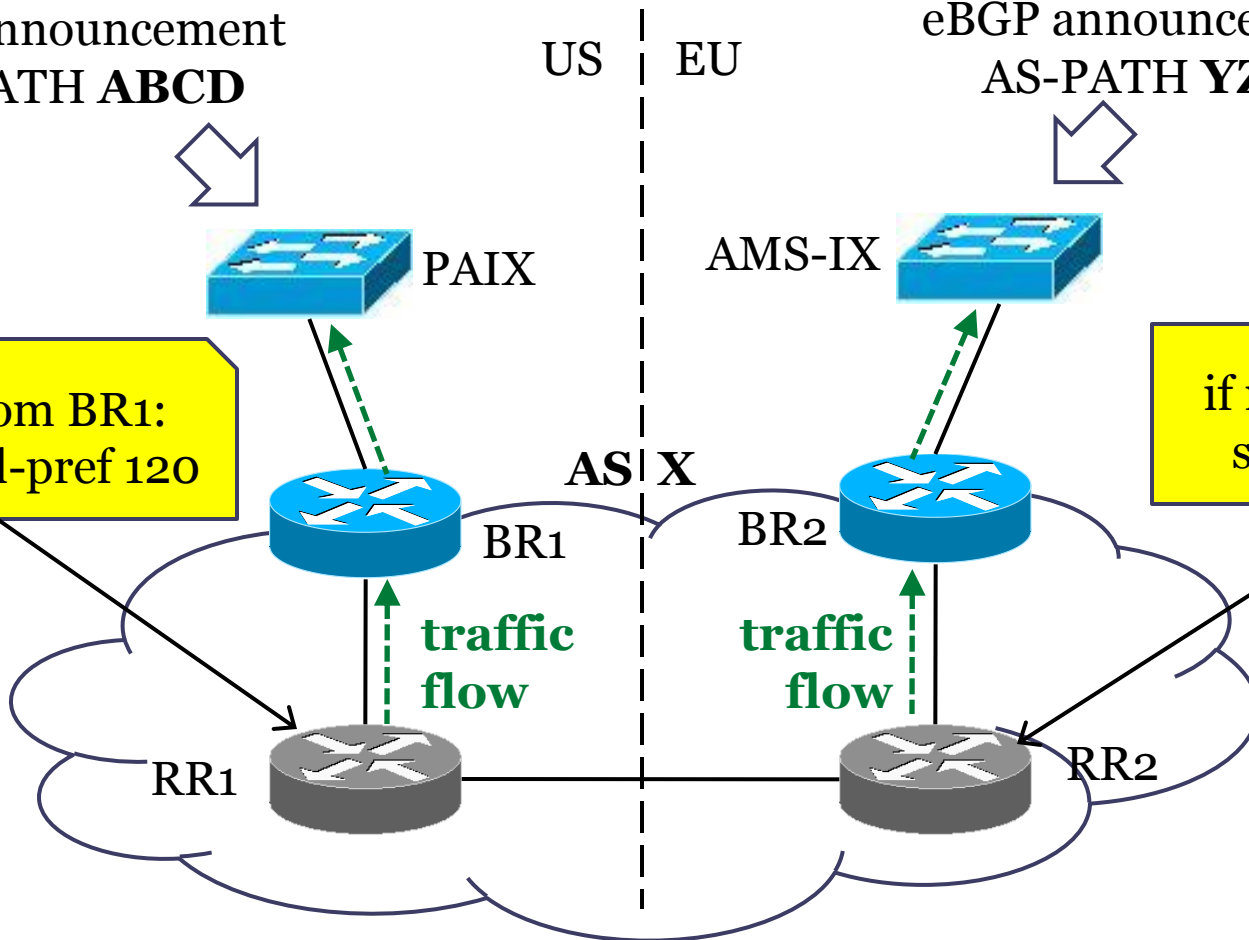 nnouncement
ATH ABCD
US
EU
eBGP announce
AS-PATH YZ
PAIX
AMS-IX
om BR1:
l-pref 120
if
s
AS X
BR1
BR2
traffic
flow
traffic
flow
RR1
RR2